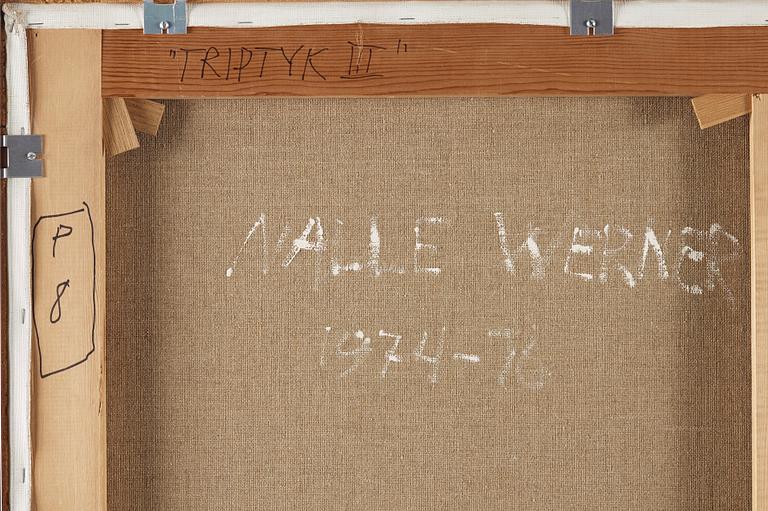 "TRIPTYK III"
P
8
NALLE WERNER
1974-76